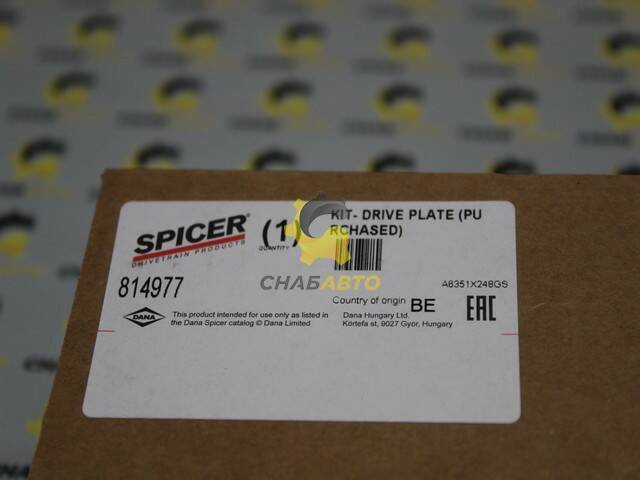 SPICER
DRIVETRAIN PRODUCTS
(1)
QUANTITY
KIT- DRIVE PLATE (PU
RCHASED)
СНАБАВТО
814977
A8351X248GS
Country of origin BE
EAC
DANA
This product intended for use only as listed in
the Dana Spicer catalog © Dana Limited
Dana Hungary Ltd.
Körtefa st, 9027 Győr, Hungary